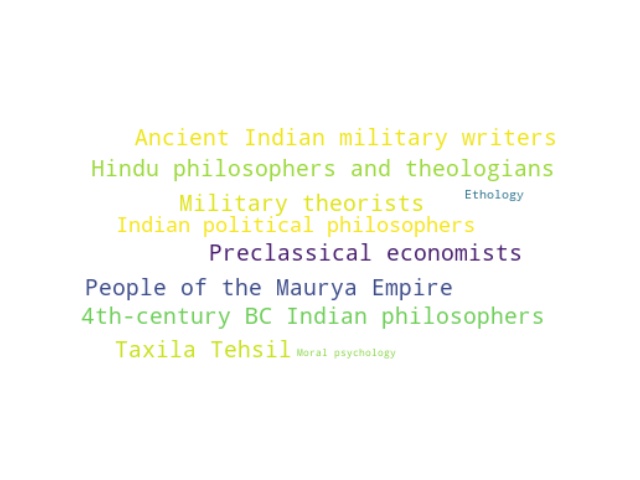 Ancient Indian military writers
Hindu philosophers and theologians
Ethology
Military theorists
Indian political philosophers
Preclassical economists
People of the Maurya Empire
4th-century BC Indian philosophers
Taxila Tehsil
Moral psychology